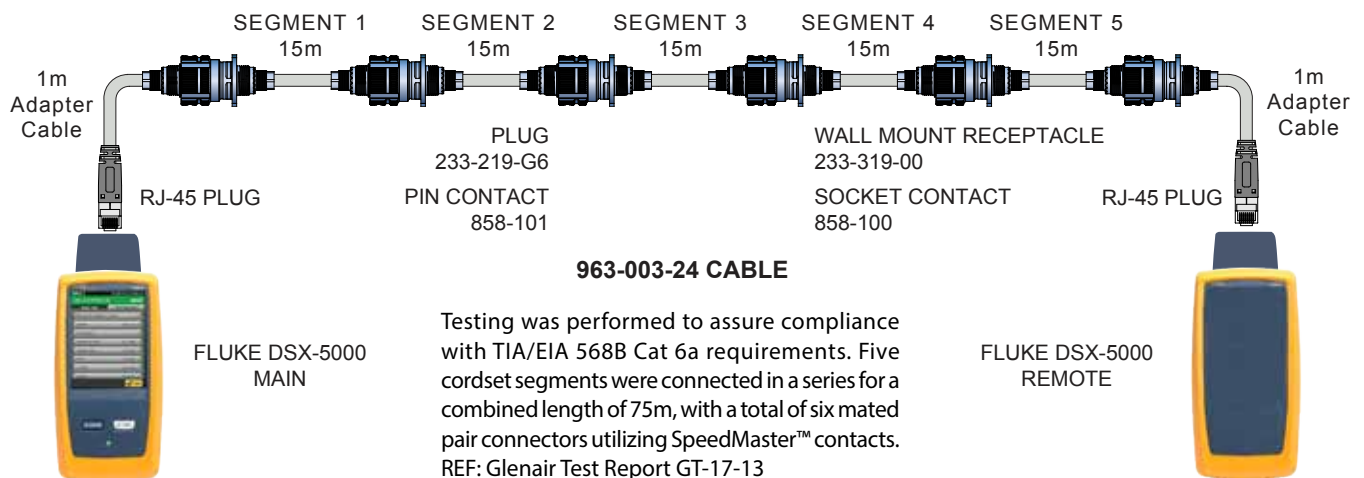 SEGMENT 1
15m
SEGMENT 2
15m
SEGMENT 3
15m
SEGMENT 4
15m
SEGMENT 5
15m
1m
Adapter
Cable
1m
Adapter
Cable
RJ-45 PLUG
PLUG
233-219-G6
PIN CONTACT
858-101
WALL MOUNT RECEPTACLE
233-319-00
SOCKET CONTACT
858-100
RJ-45 PLUG
963-003-24 CABLE
FLUKE DSX-5000
MAIN
Testing was performed to assure compliance
with TIA/EIA 568B Cat 6a requirements. Five
cordset segments were connected in a series for a
combined length of 75m, with a total of six mated
pair connectors utilizing SpeedMaster™ contacts.
REF: Glenair Test Report GT-17-13
FLUKE DSX-5000
REMOTE